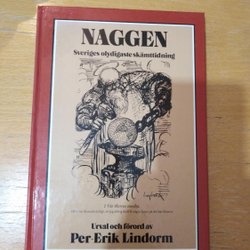 NAGGEN
Sveriges olydigaste skämttidning
Urval och förord av
Per-Erik Lindorm